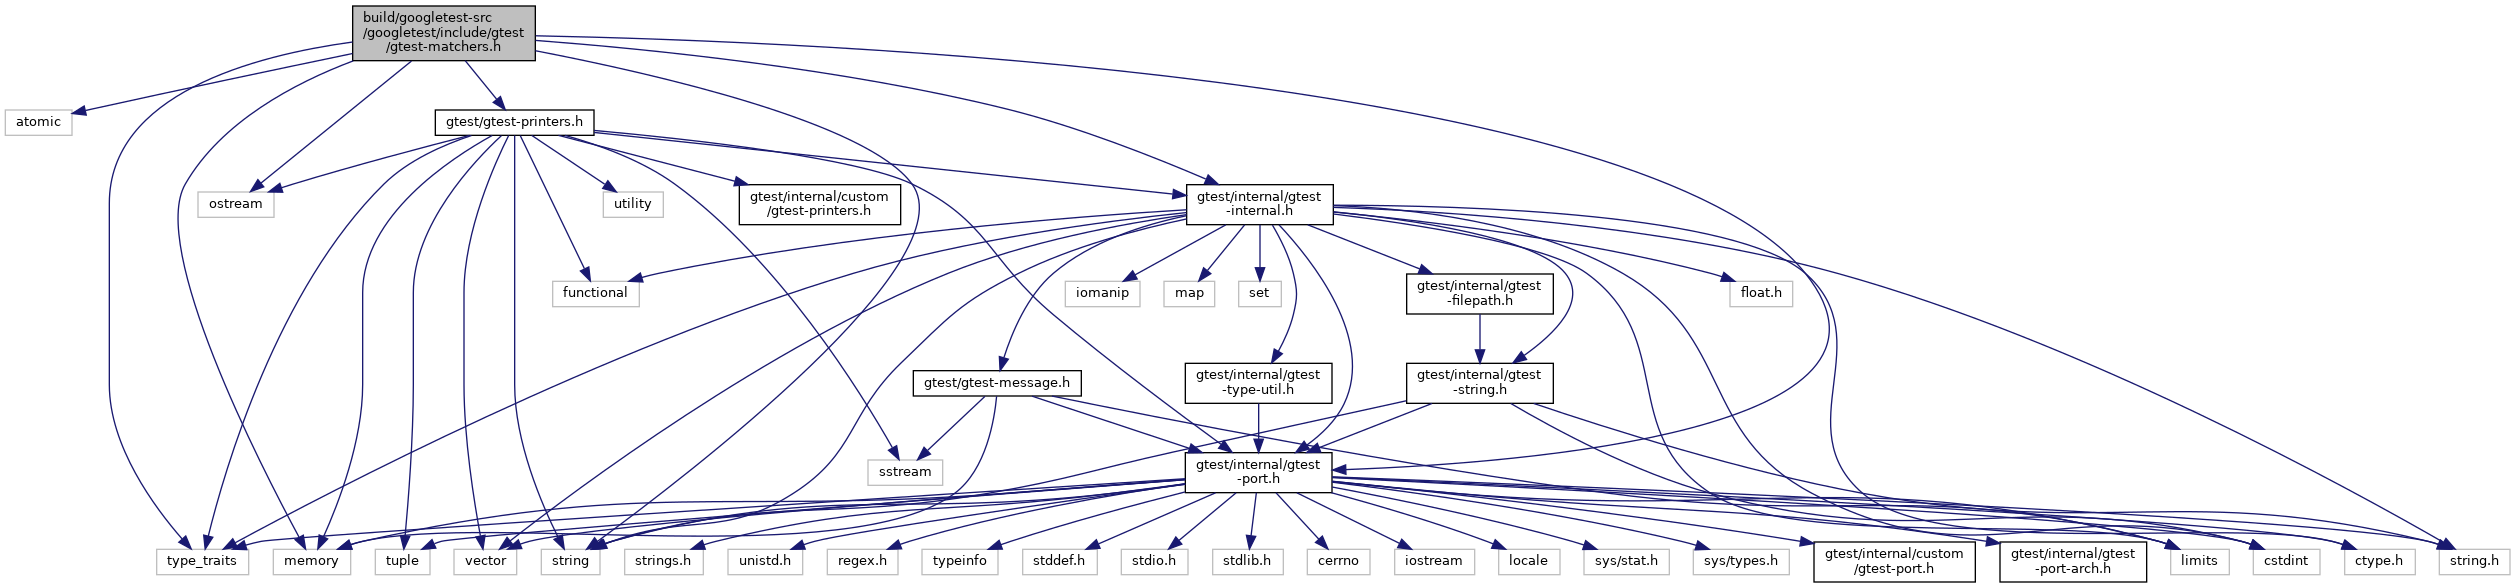 build/googletest-src
/googletest/include/gtest
/gtest-matchers.h
atomic
gtest/gtest-printers.h
ostream
utility
gtest/internal/custom
/gtest-printers.h
gtest/internal/gtest
-internal.h
functional
iomanip
map
set
gtest/internal/gtest
-filepath.h
float.h
gtest/gtest-message.h
gtest/internal/gtest
-type-util.h
gtest/internal/gtest
-string.h
sstream
gtest/internal/gtest
-port.h
type_traits
memory
tuple
vector
string
strings.h
unistd.h
regex.h
typeinfo
stddef.h
stdio.h
stdlib.h
cerrno
iostream
locale
sys/stat.h
sys/types.h
gtest/internal/custom
/gtest-port.h
gtest/internal/gtest
-port-arch.h
limits
cstdint
ctype.h
string.h